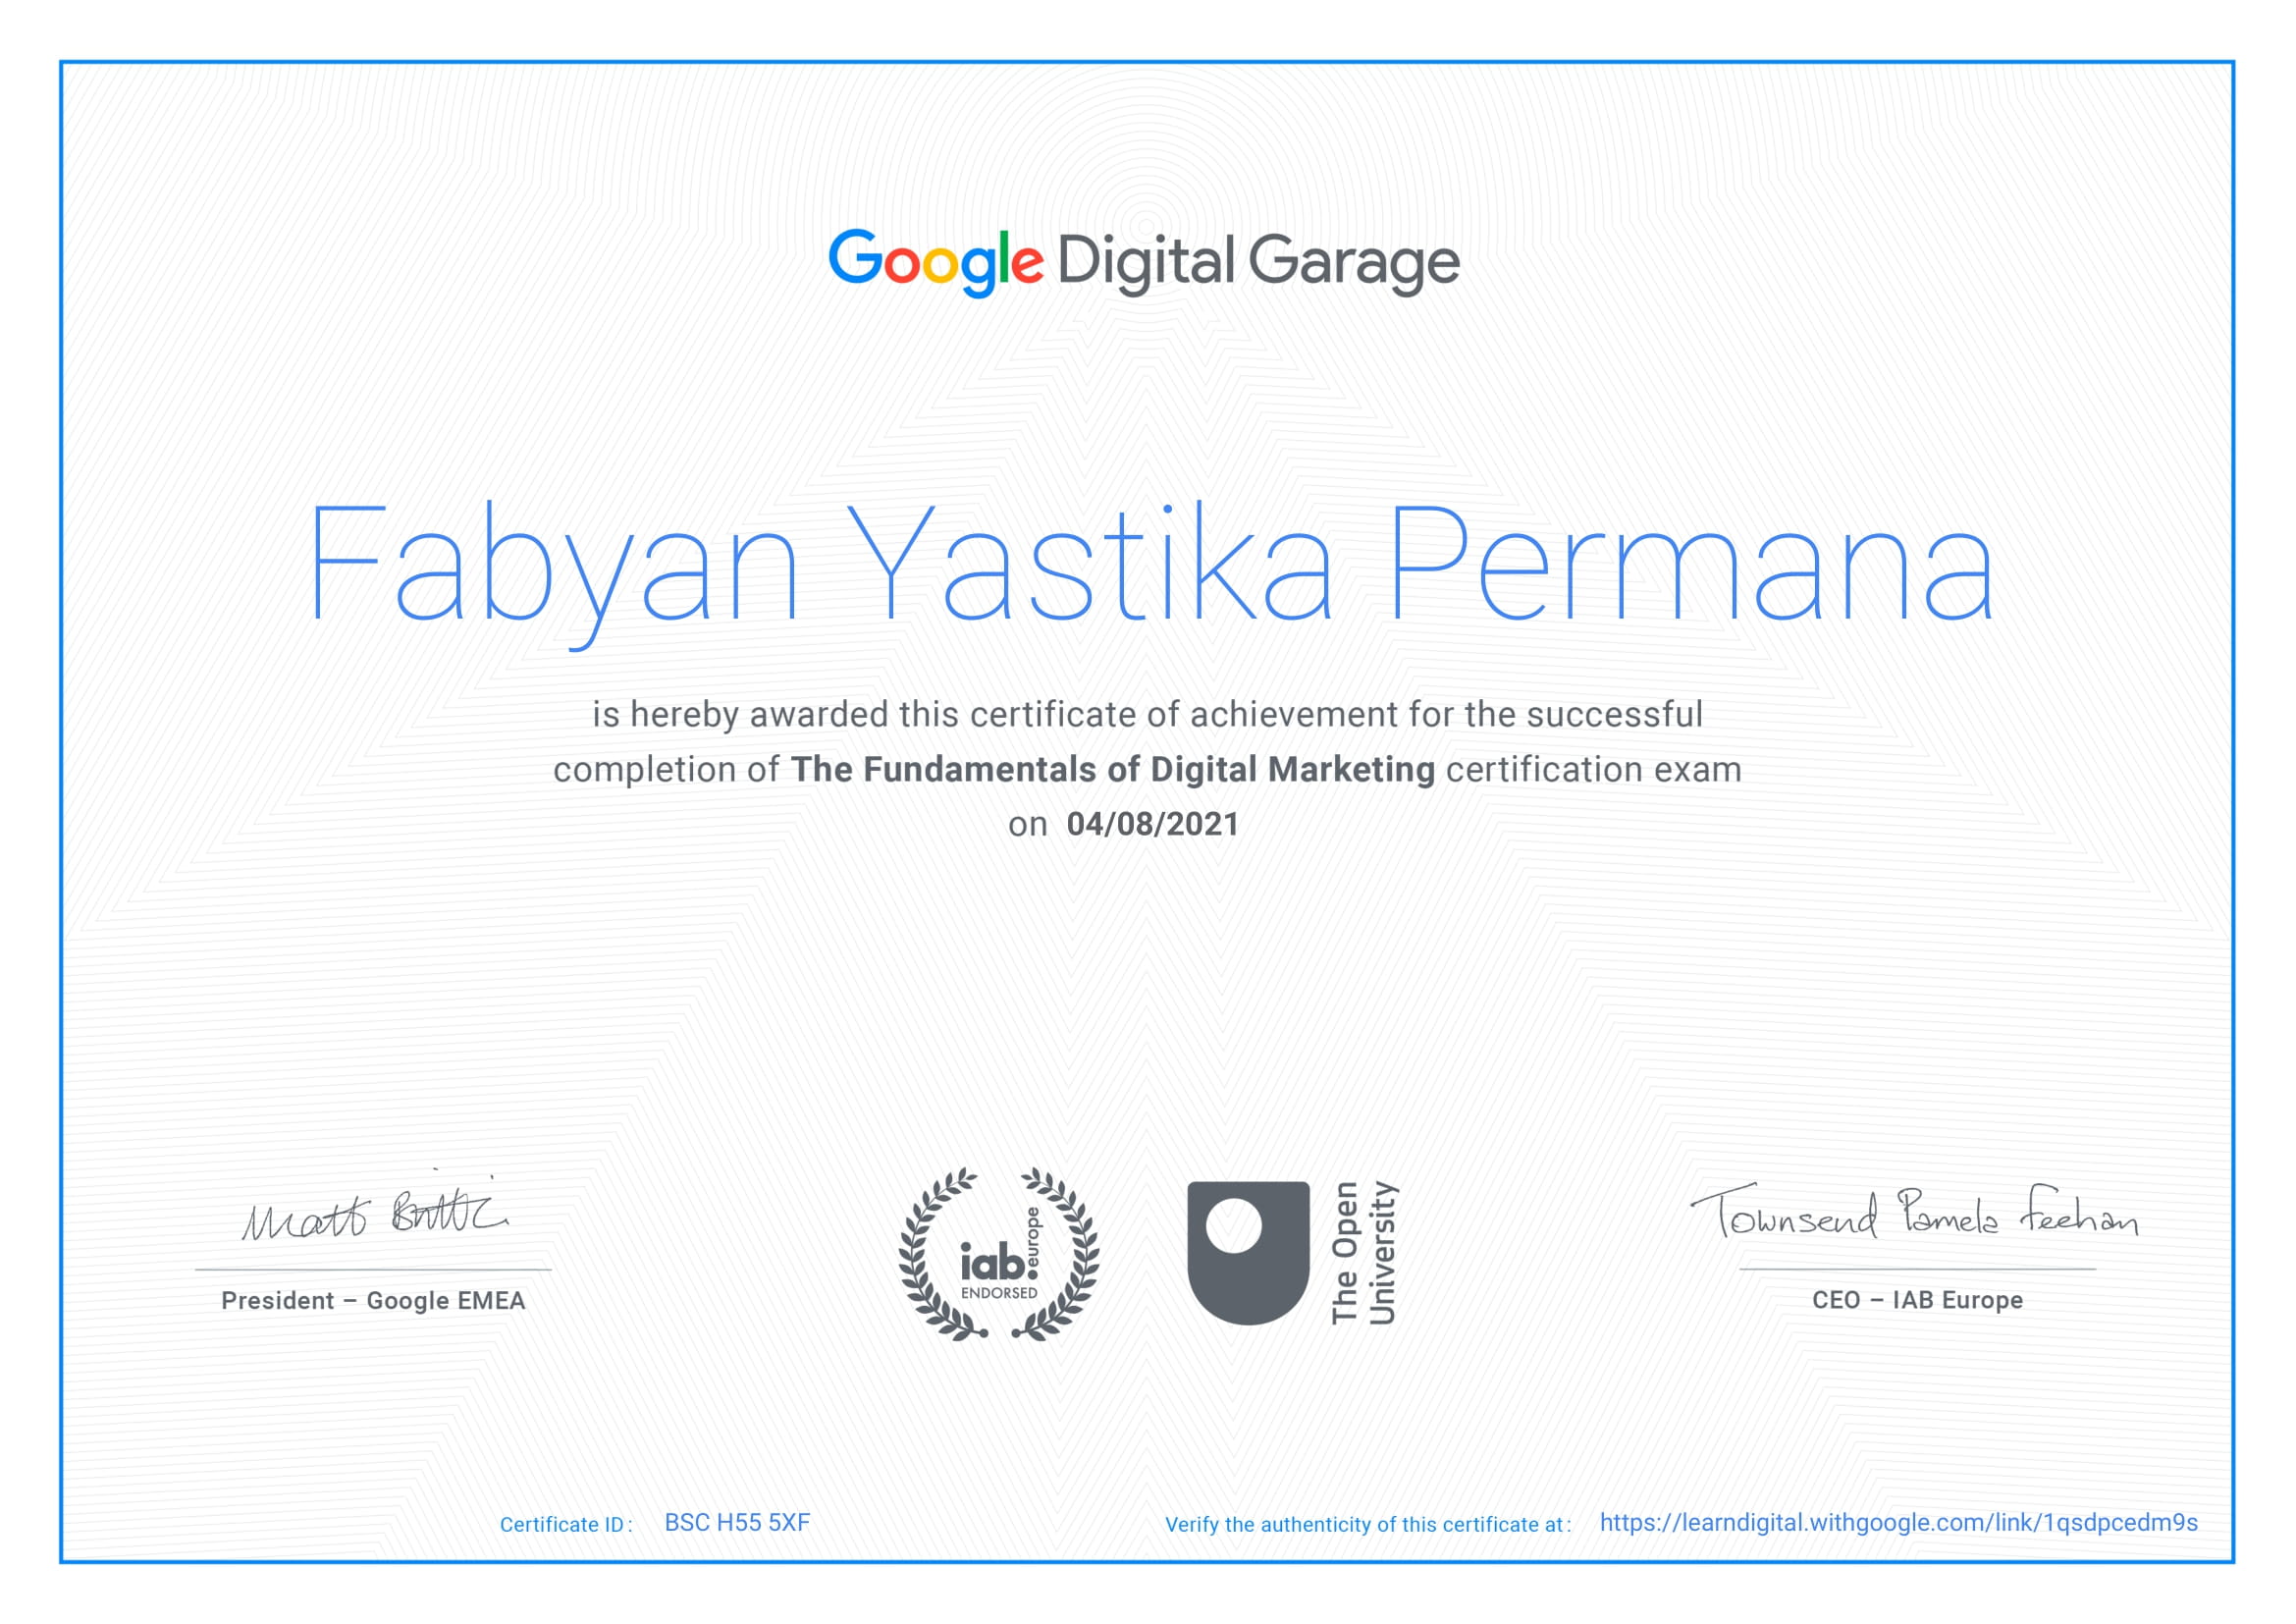 Google Digital Garage
Fabyan Yastika Permana
is hereby awarded this certificate of achievement for the successful
completion of The Fundamentals of Digital Marketing certification exam
on 04/08/2021
Matt Brittin
President – Google EMEA
iab. europe
ENDORSED
The Open
University
Townsend Pamela Feehan
CEO – IAB Europe
Certificate ID : BSC H55 5XF
Verify the authenticity of this certificate at : https://learndigital.withgoogle.com/link/1qsdpcedm9s